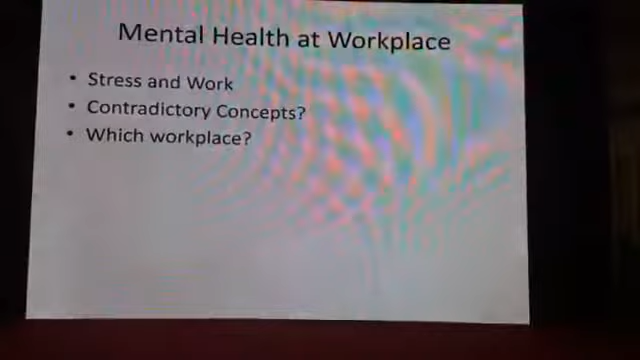 Mental Health at Workplace
• Stress and Work
• Contradictory Concepts?
• Which workplace?